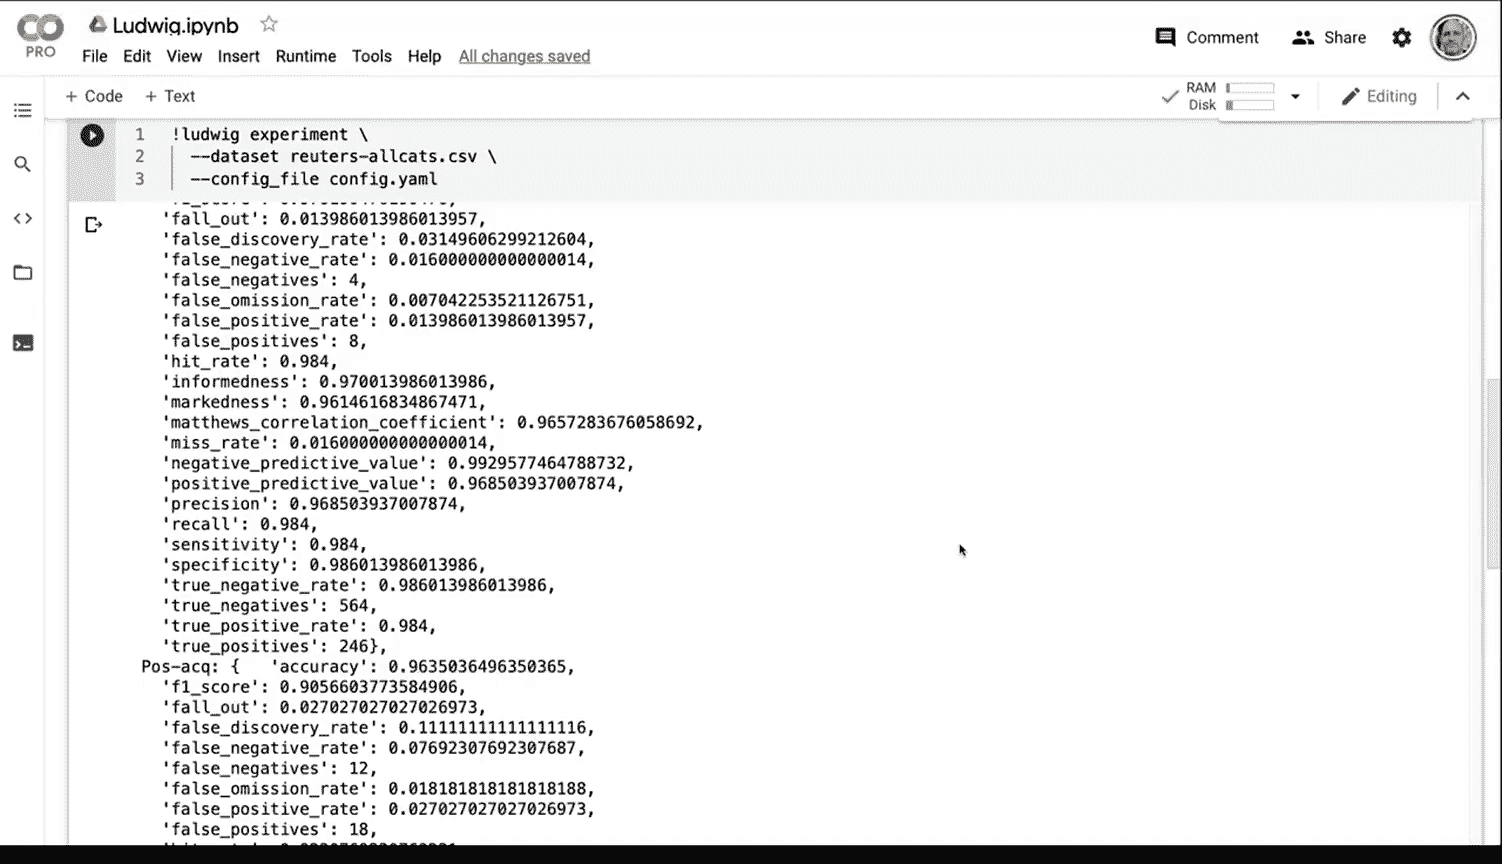 Ludwig.ipynb
PRO
File Edit View Insert Runtime Tools Help All changes saved
Comment
Share
+ Code + Text
RAM
Disk
Editing
1 !ludwig experiment \
2 --dataset reuters-allcats.csv \
3 --config_file config.yaml
'fall_out': 0.013986013986013957,
'false_discovery_rate': 0.03149606299212604,
'false_negative_rate': 0.016000000000000014,
'false_negatives': 4,
'false_omission_rate': 0.007042253521126751,
'false_positive_rate': 0.013986013986013957,
'false_positives': 8,
'hit_rate': 0.984,
'informedness': 0.970013986013986,
'markedness': 0.9614616834867471,
'matthews_correlation_coefficient': 0.9657283676058692,
'miss_rate': 0.016000000000000014,
'negative_predictive_value': 0.9929577464788732,
'positive_predictive_value': 0.968503937007874,
'precision': 0.968503937007874,
'recall': 0.984,
'sensitivity': 0.984,
'specificity': 0.986013986013986,
'true_negative_rate': 0.986013986013986,
'true_negatives': 564,
'true_positive_rate': 0.984,
'true_positives': 246},
Pos-acq: { 'accuracy': 0.9635036496350365,
'f1_score': 0.9056603773584906,
'fall_out': 0.027027027027026973,
'false_discovery_rate': 0.11111111111111116,
'false_negative_rate': 0.07692307692307687,
'false_negatives': 12,
'false_omission_rate': 0.018181818181818188,
'false_positive_rate': 0.027027027027026973,
'false_positives': 18,